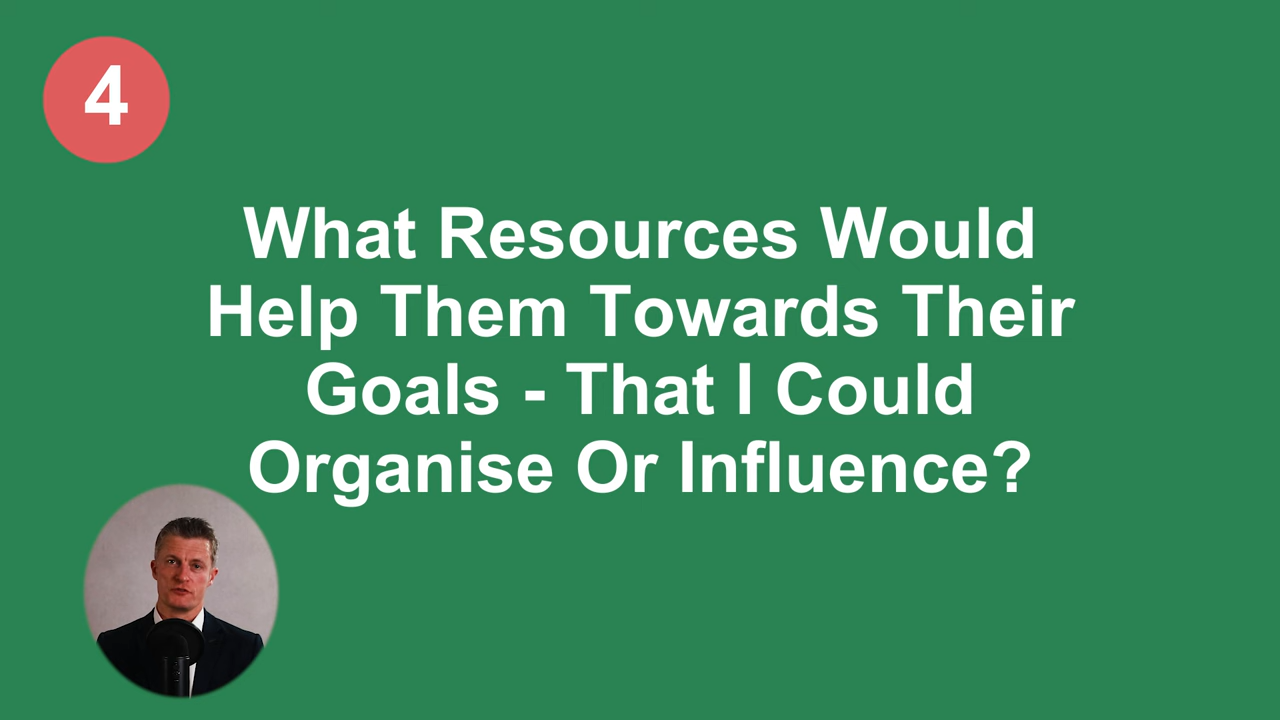 4
What Resources Would
Help Them Towards Their
Goals - That I Could
Organise Or Influence?